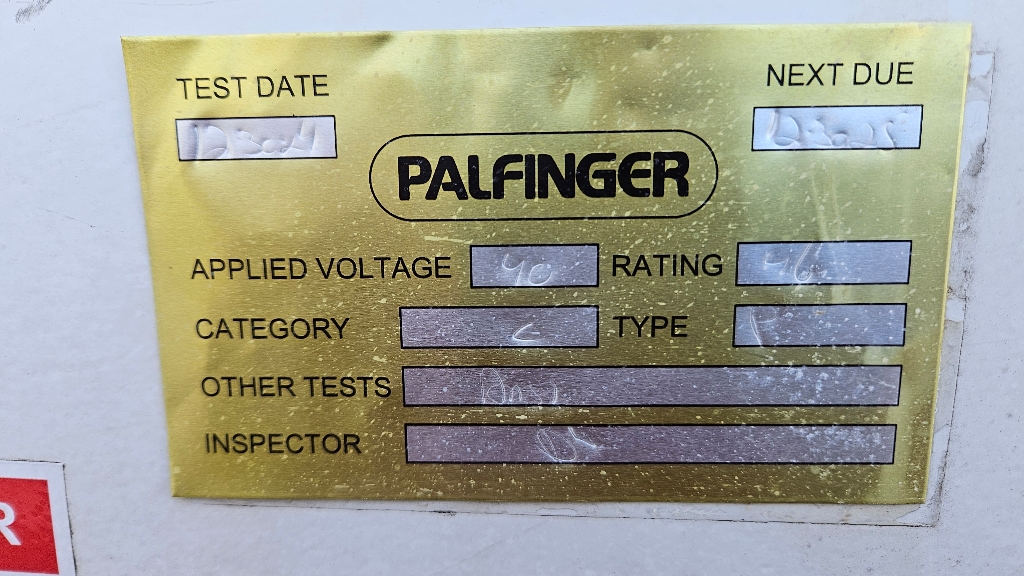 TEST DATE
NEXT DUE
PALFINGER
APPLIED VOLTAGE 40 RATING 46
CATEGORY C TYPE
OTHER TESTS
INSPECTOR
R